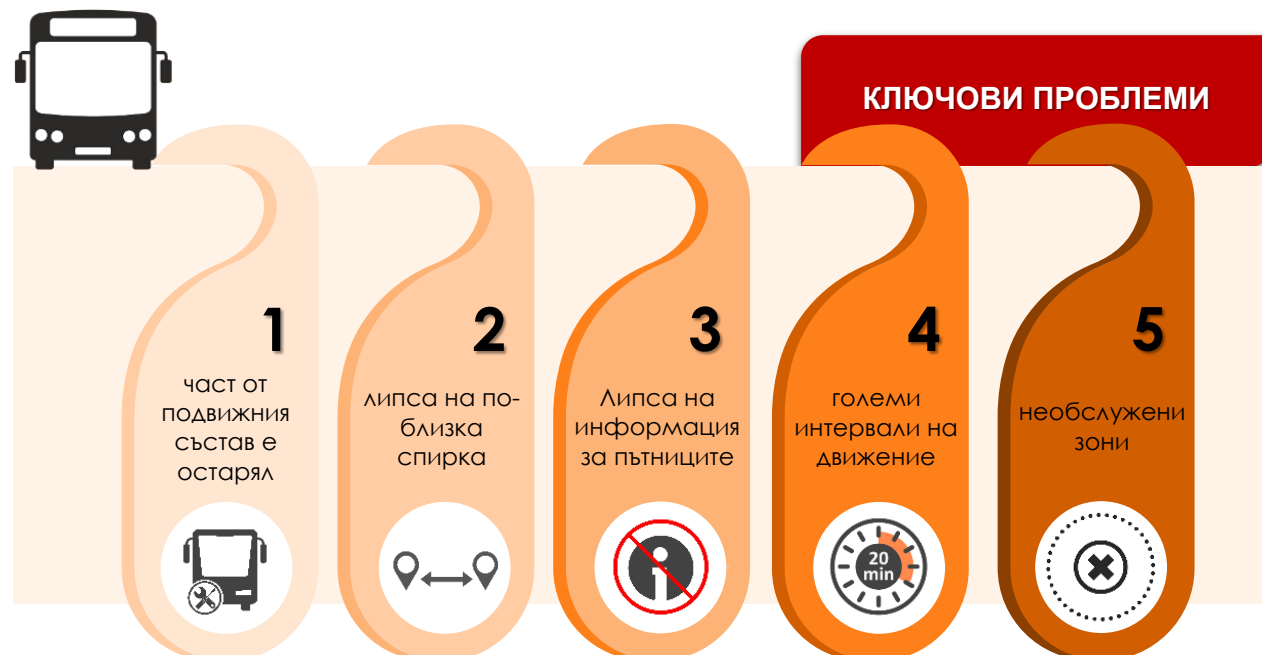 КЛЮЧОВИ ПРОБЛЕМИ
1
част от
подвижния
състав е
остарял
2
липса на по-
близка
спирка
3
Липса на
информация
за пътниците
4
големи
интервали на
движение
20
min
5
необслужени
зони